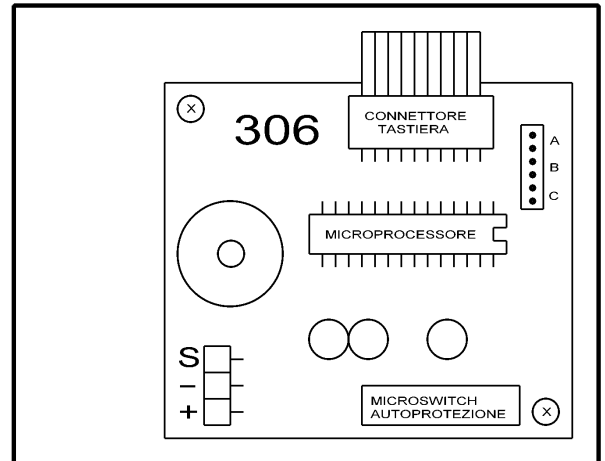 CONNETTORE
TASTIERA
306
X
A
B
C
MICROPROCESSORE
S
-
+
MICROSWITCH
AUTOPROTEZIONE
X